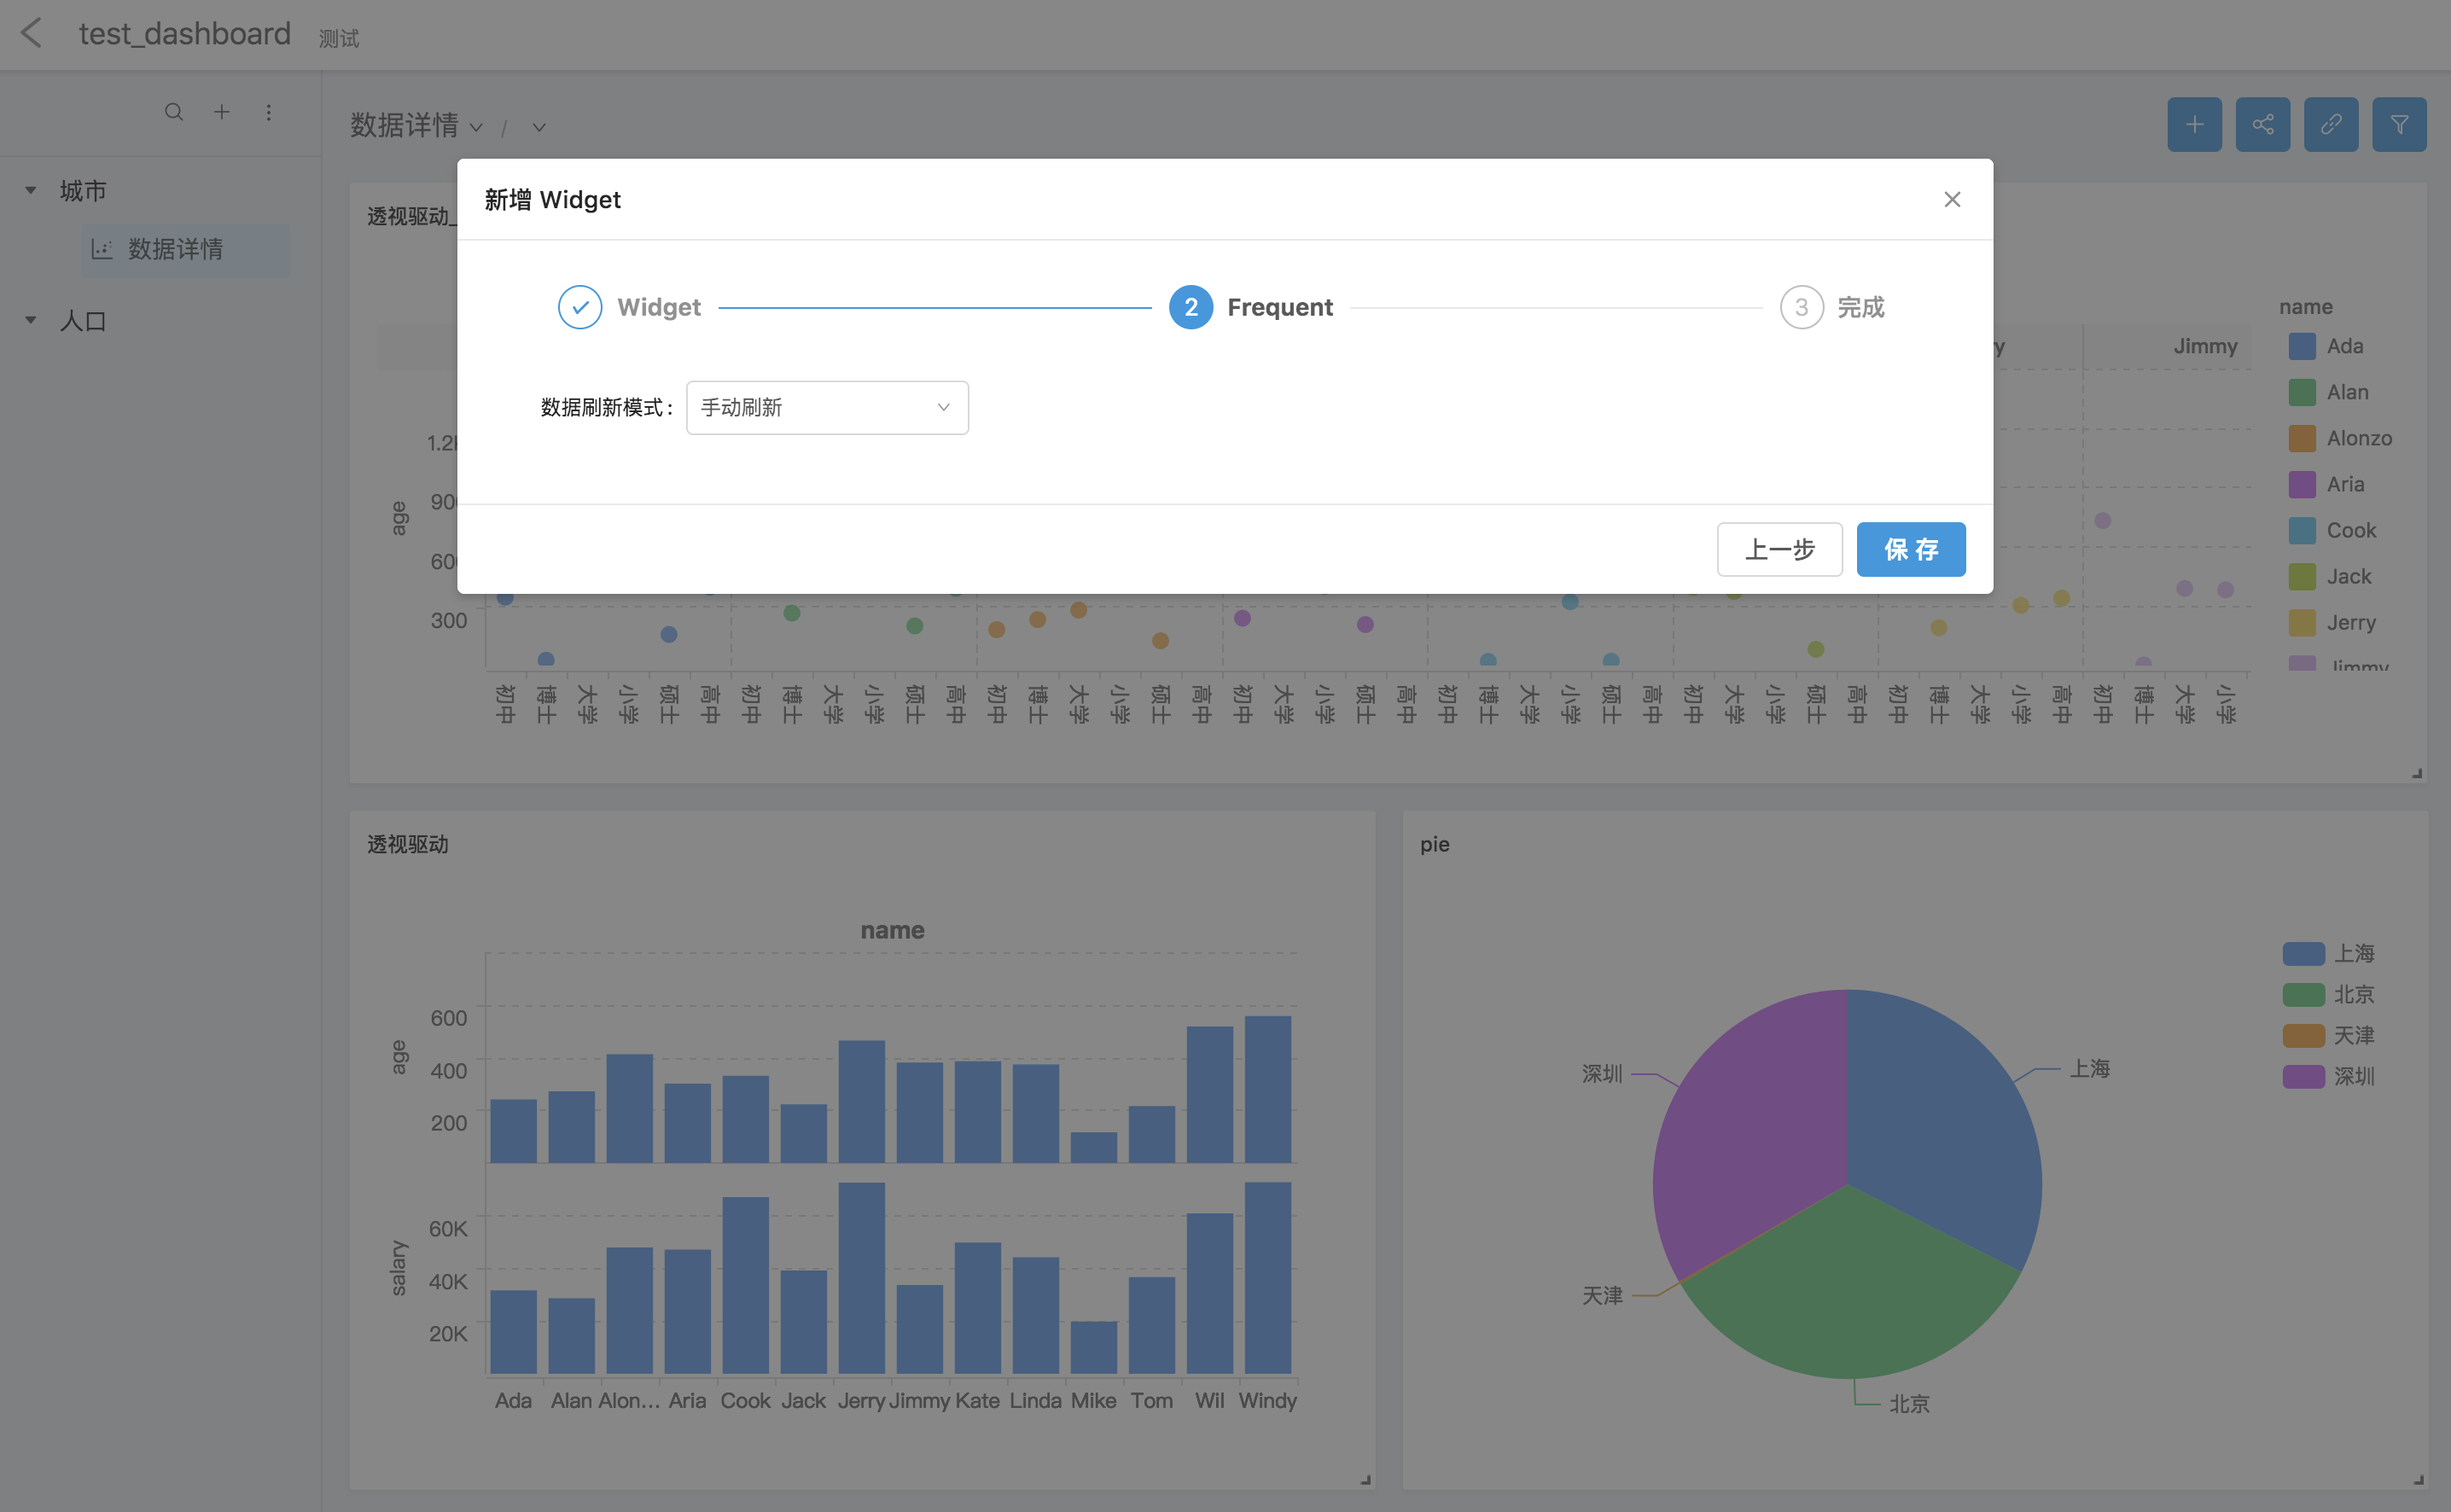 test_dashboard 测试
数据详情 /
城市
数据详情
人口
新增 Widget
Widget
2 Frequent
3 完成
数据刷新模式: 手动刷新
上一步 保存
透视驱动_
name
Jimmy
Ada
Alan
Alonzo
Aria
Cook
Jack
Jerry
Jimmy
age
300
初中 博士 大学 小学 硕士 高中 初中 博士 大学 小学 硕士 高中 初中 博士 大学 小学 硕士 高中 初中 大学 小学 硕士 高中 初中 博士 大学 小学 硕士 高中 初中 大学 小学 硕士 高中 初中 博士 大学 小学 高中 初中 博士 大学 小学
透视驱动
name
age
600
400
200
salary
60K
40K
20K
Ada Alan Alon... Aria Cook Jack Jerry Jimmy Kate Linda Mike Tom Wil Windy
pie
上海
北京
天津
深圳
深圳
上海
天津
北京